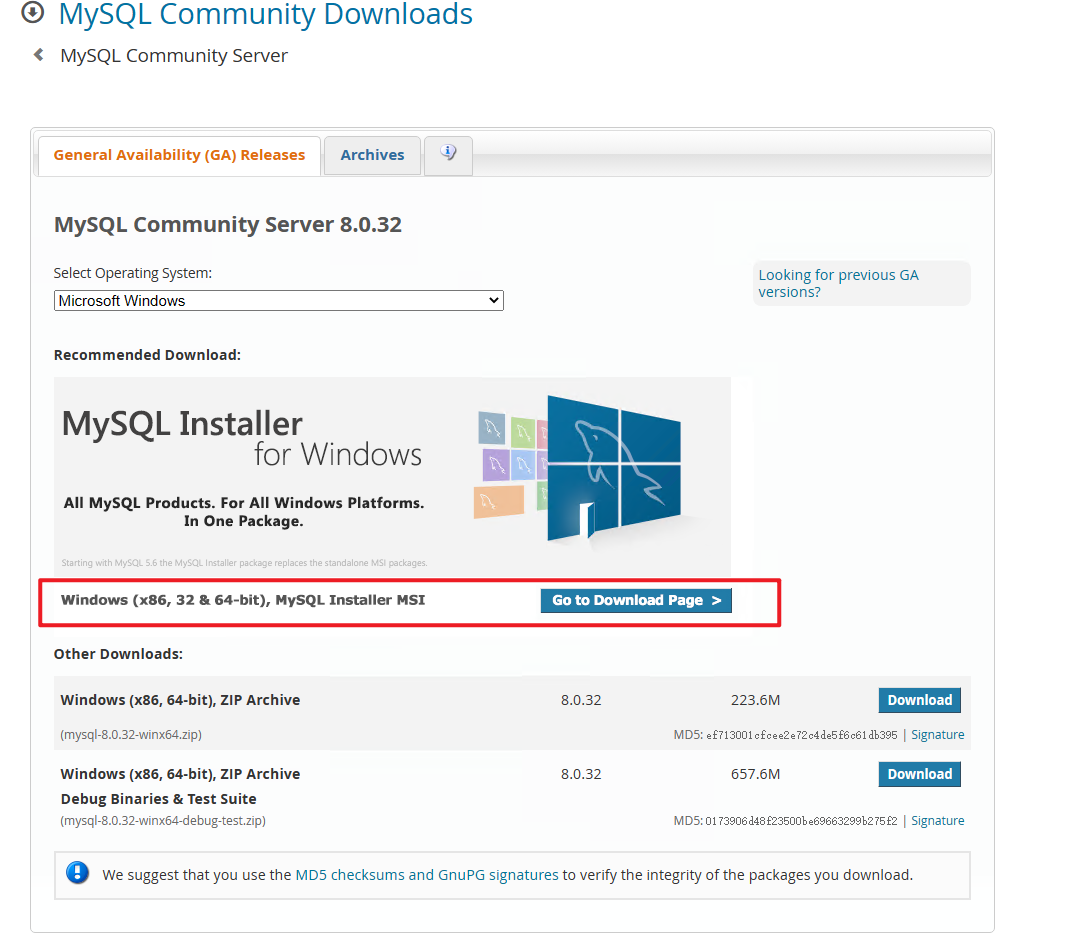 MySQL Community Downloads
MySQL Community Server
General Availability (GA) Releases
Archives
MySQL Community Server 8.0.32
Select Operating System:
Microsoft Windows
Looking for previous GA
versions?
Recommended Download:
MySQL Installer
for Windows
All MySQL Products. For All Windows Platforms.
In One Package.
Starting with MySQL 5.6 the MySQL Installer package replaces the standalone MSI packages.
Windows (x86, 32 & 64-bit), MySQL Installer MSI
Go to Download Page >
Other Downloads:
Windows (x86, 64-bit), ZIP Archive 8.0.32 223.6M Download
(mysql-8.0.32-winx64.zip) MD5: ef713001cfcee2e72c4de5f6c61db395 | Signature
Windows (x86, 64-bit), ZIP Archive 8.0.32 657.6M Download
Debug Binaries & Test Suite
(mysql-8.0.32-winx64-debug-test.zip) MD5: 0173906d48f23500be69663299b275f2 | Signature
We suggest that you use the MD5 checksums and GnuPG signatures to verify the integrity of the packages you download.